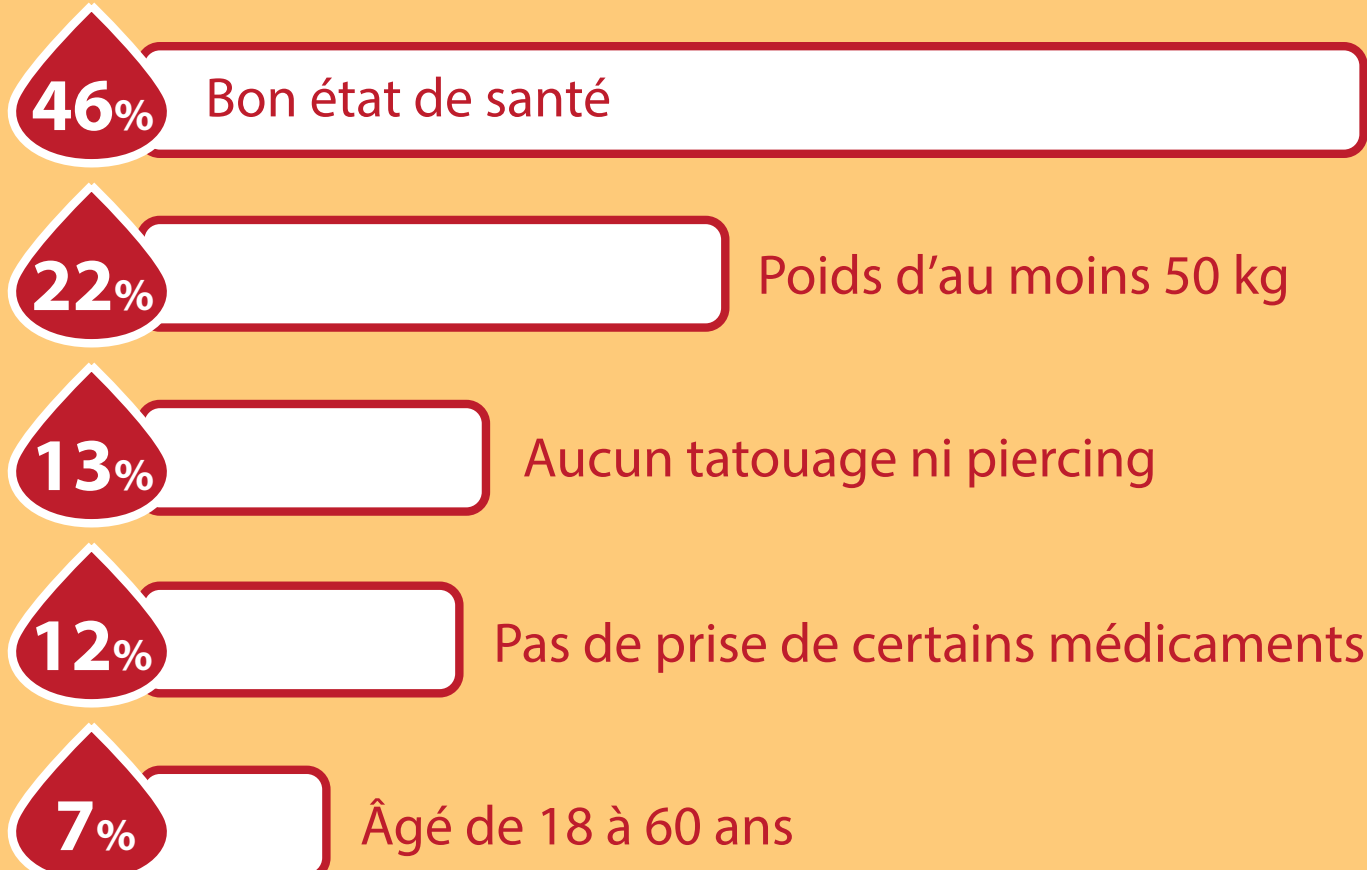 46% Bon état de santé
22% Poids d’au moins 50 kg
13% Aucun tatouage ni piercing
12% Pas de prise de certains médicaments
7% Âgé de 18 à 60 ans